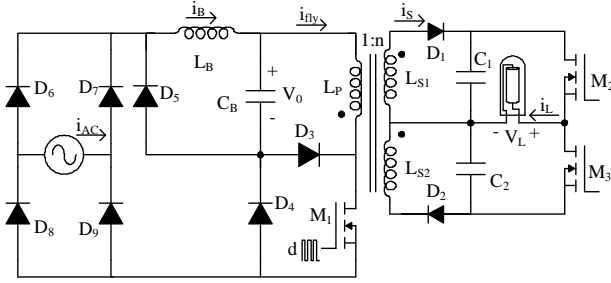 i_B
i_fly
i_S
1:n
D_1
L_B
D_6
D_7
D_5
C_B
+
V_0
-
L_P
L_S1
C_1
M_2
i_L
- V_L +
i_AC
D_3
L_S2
C_2
M_3
D_2
D_8
D_9
D_4
M_1
d